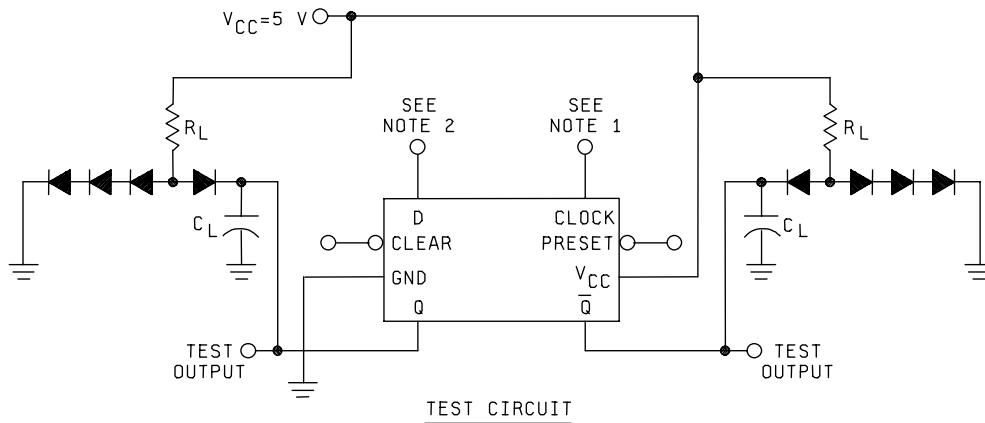 VCC=5 V
SEE
NOTE 2
SEE
NOTE 1
RL
RL
D
CLOCK
CL
CLEAR
PRESET
CL
GND
VCC
Q
Q̅
TEST
OUTPUT
TEST
OUTPUT
TEST CIRCUIT